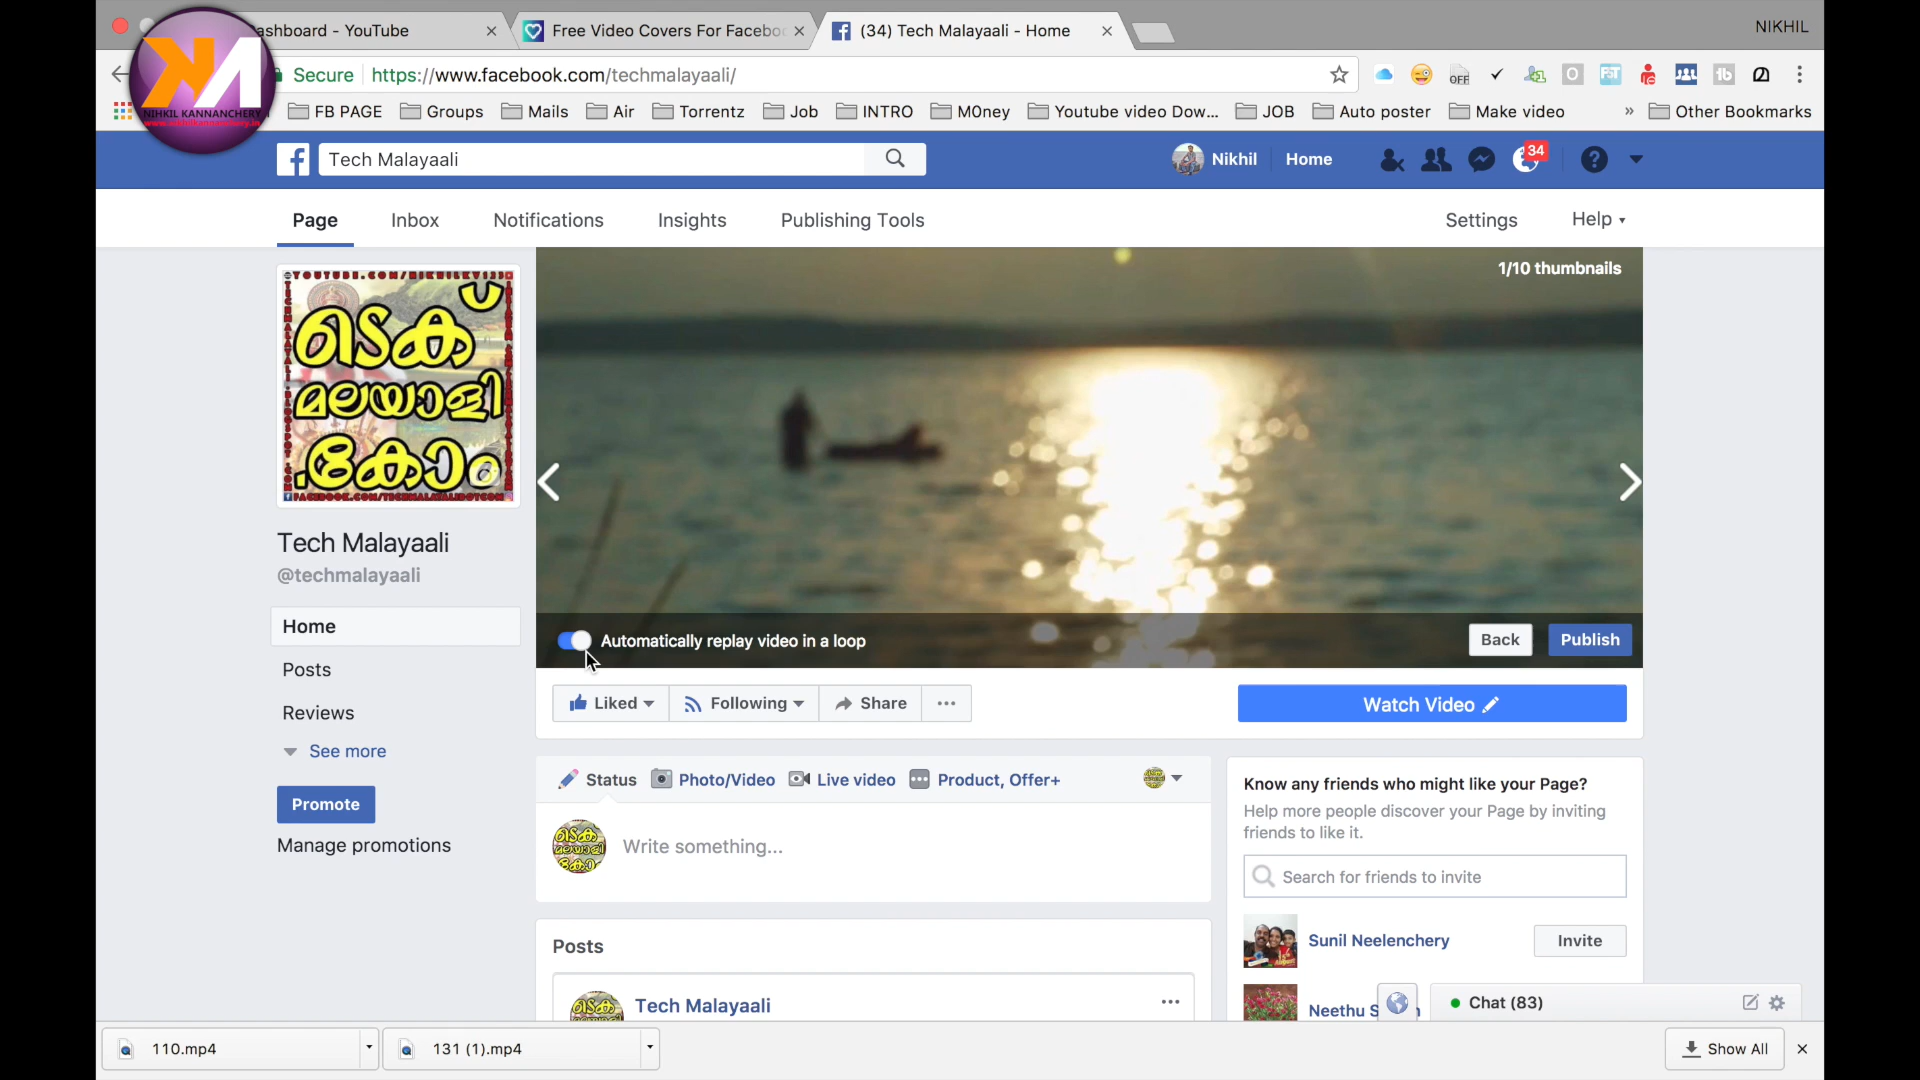 ashboard - YouTube
Free Video Covers For Facebo
(34) Tech Malayaali - Home
NIKHIL
Secure
https://www.facebook.com/techmalayaali/
OFF
NIHKIL KANNANCHERY
FB PAGE
Groups
Mails
Air
Torrentz
Job
INTRO
M0ney
Youtube video Dow...
JOB
Auto poster
Make video
»
Other Bookmarks
Tech Malayaali
Nikhil
Home
34
Page
Inbox
Notifications
Insights
Publishing Tools
Settings
Help
1/10 thumbnails
ടെക്
മലയാളി
.കോം
Tech Malayaali
@techmalayaali
Home
Posts
Reviews
See more
Promote
Manage promotions
Automatically replay video in a loop
Back
Publish
Liked
Following
Share
Watch Video
Status
Photo/Video
Live video
Product, Offer+
Write something...
Know any friends who might like your Page?
Help more people discover your Page by inviting
friends to like it.
Search for friends to invite
Sunil Neelenchery
Invite
Neethu S
Posts
Tech Malayaali
Chat (83)
110.mp4
131 (1).mp4
Show All